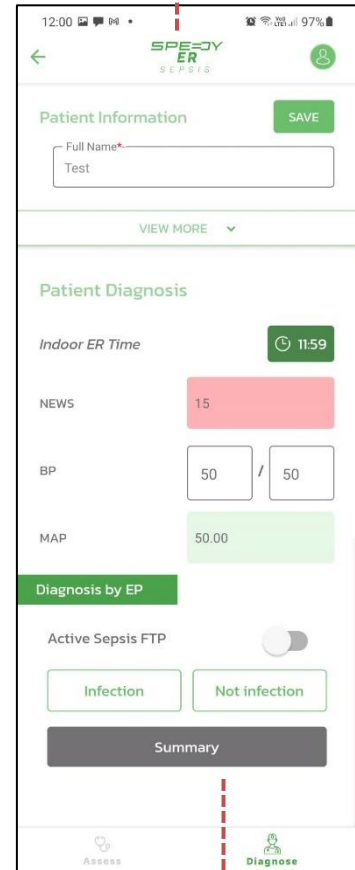 12:00 97%
SPEEDY
ER
SEPSIS
Patient Information
SAVE
Full Name*
Test
VIEW MORE
Patient Diagnosis
Indoor ER Time
11:59
NEWS 15
BP 50 / 50
MAP 50.00
Diagnosis by EP
Active Sepsis FTP
Infection Not infection
Summary
Assess Diagnose